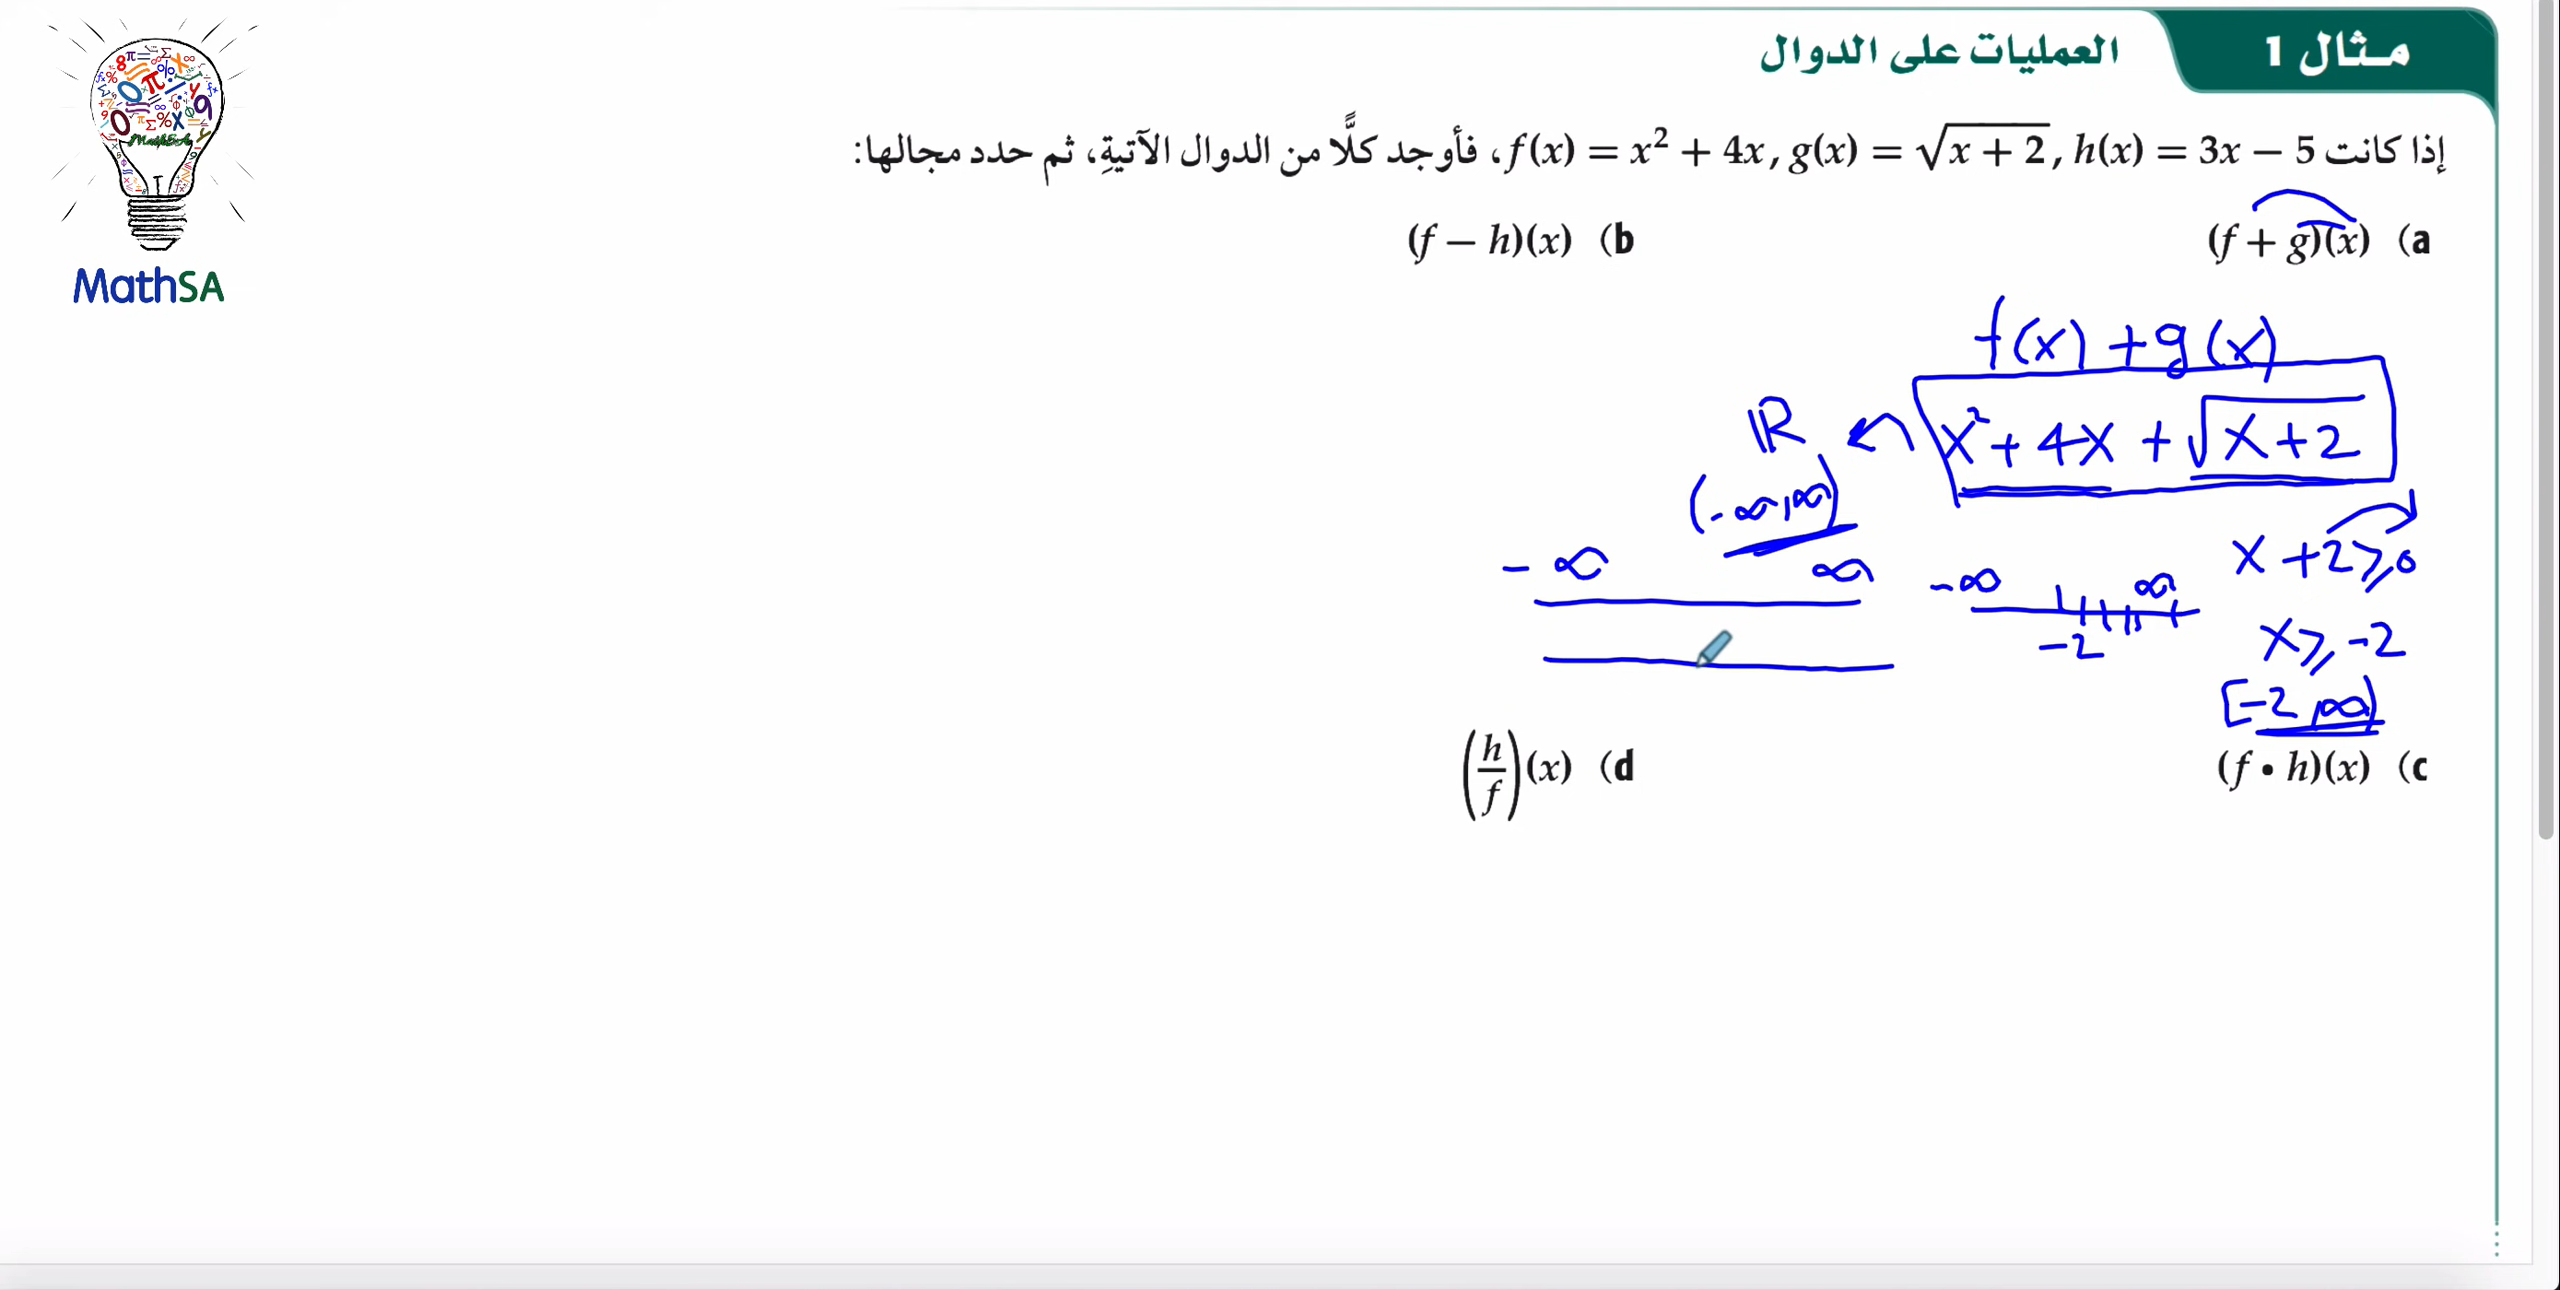 مثال 1 العمليات على الدوال
إذا كانت f(x) = x² + 4x, g(x) = √(x + 2), h(x) = 3x − 5، فأوجد كلًّا من الدوال الآتيةِ، ثم حدد مجالها:
(f + g)(x) (a
(f − h)(x) (b
MathSA
f(x) + g(x)
x² + 4x + √(x + 2)
ℝ
(-∞,∞)
x + 2 ⩾ 0
-∞ ∞
-∞ ∞
-2
x ⩾ -2
[-2,∞)
(f • h)(x) (c
(h/f)(x) (d